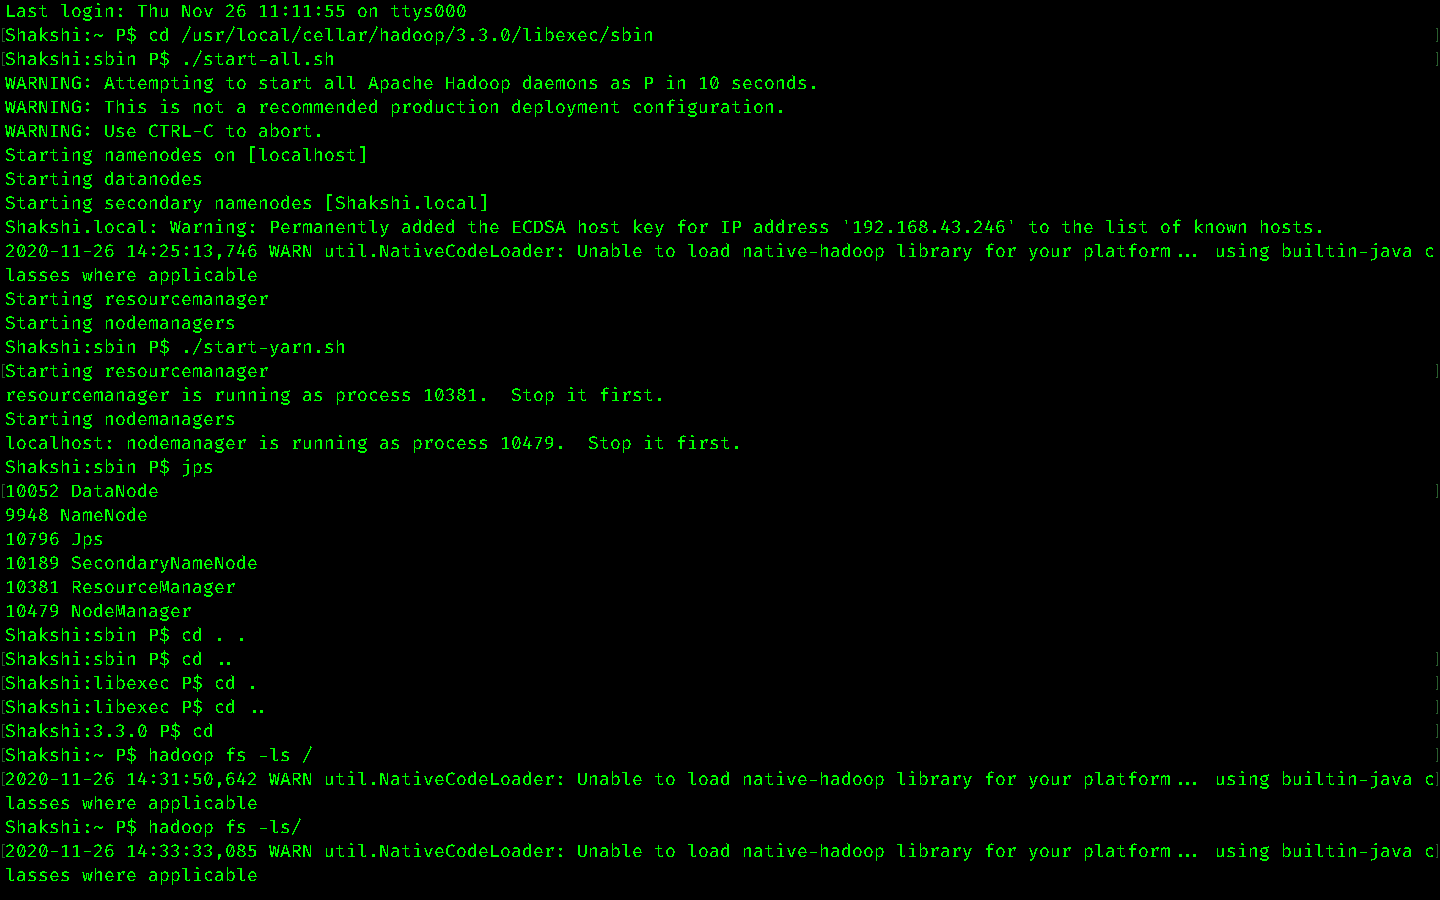 Last login: Thu Nov 26 11:11:55 on ttys000
[Shakshi:~ P$ cd /usr/local/cellar/hadoop/3.3.0/libexec/sbin ]
[Shakshi:sbin P$ ./start-all.sh ]
WARNING: Attempting to start all Apache Hadoop daemons as P in 10 seconds.
WARNING: This is not a recommended production deployment configuration.
WARNING: Use CTRL-C to abort.
Starting namenodes on [localhost]
Starting datanodes
Starting secondary namenodes [Shakshi.local]
Shakshi.local: Warning: Permanently added the ECDSA host key for IP address '192.168.43.246' to the list of known hosts.
2020-11-26 14:25:13,746 WARN util.NativeCodeLoader: Unable to load native-hadoop library for your platform... using builtin-java c
lasses where applicable
Starting resourcemanager
Starting nodemanagers
Shakshi:sbin P$ ./start-yarn.sh
[Starting resourcemanager ]
resourcemanager is running as process 10381.  Stop it first.
Starting nodemanagers
localhost: nodemanager is running as process 10479.  Stop it first.
Shakshi:sbin P$ jps
[10052 DataNode ]
9948 NameNode
10796 Jps
10189 SecondaryNameNode
10381 ResourceManager
10479 NodeManager
Shakshi:sbin P$ cd . .
[Shakshi:sbin P$ cd .. ]
[Shakshi:libexec P$ cd . ]
[Shakshi:libexec P$ cd .. ]
[Shakshi:3.3.0 P$ cd ]
[Shakshi:~ P$ hadoop fs -ls / ]
[2020-11-26 14:31:50,642 WARN util.NativeCodeLoader: Unable to load native-hadoop library for your platform... using builtin-java c]
lasses where applicable
Shakshi:~ P$ hadoop fs -ls/
[2020-11-26 14:33:33,085 WARN util.NativeCodeLoader: Unable to load native-hadoop library for your platform... using builtin-java c]
lasses where applicable